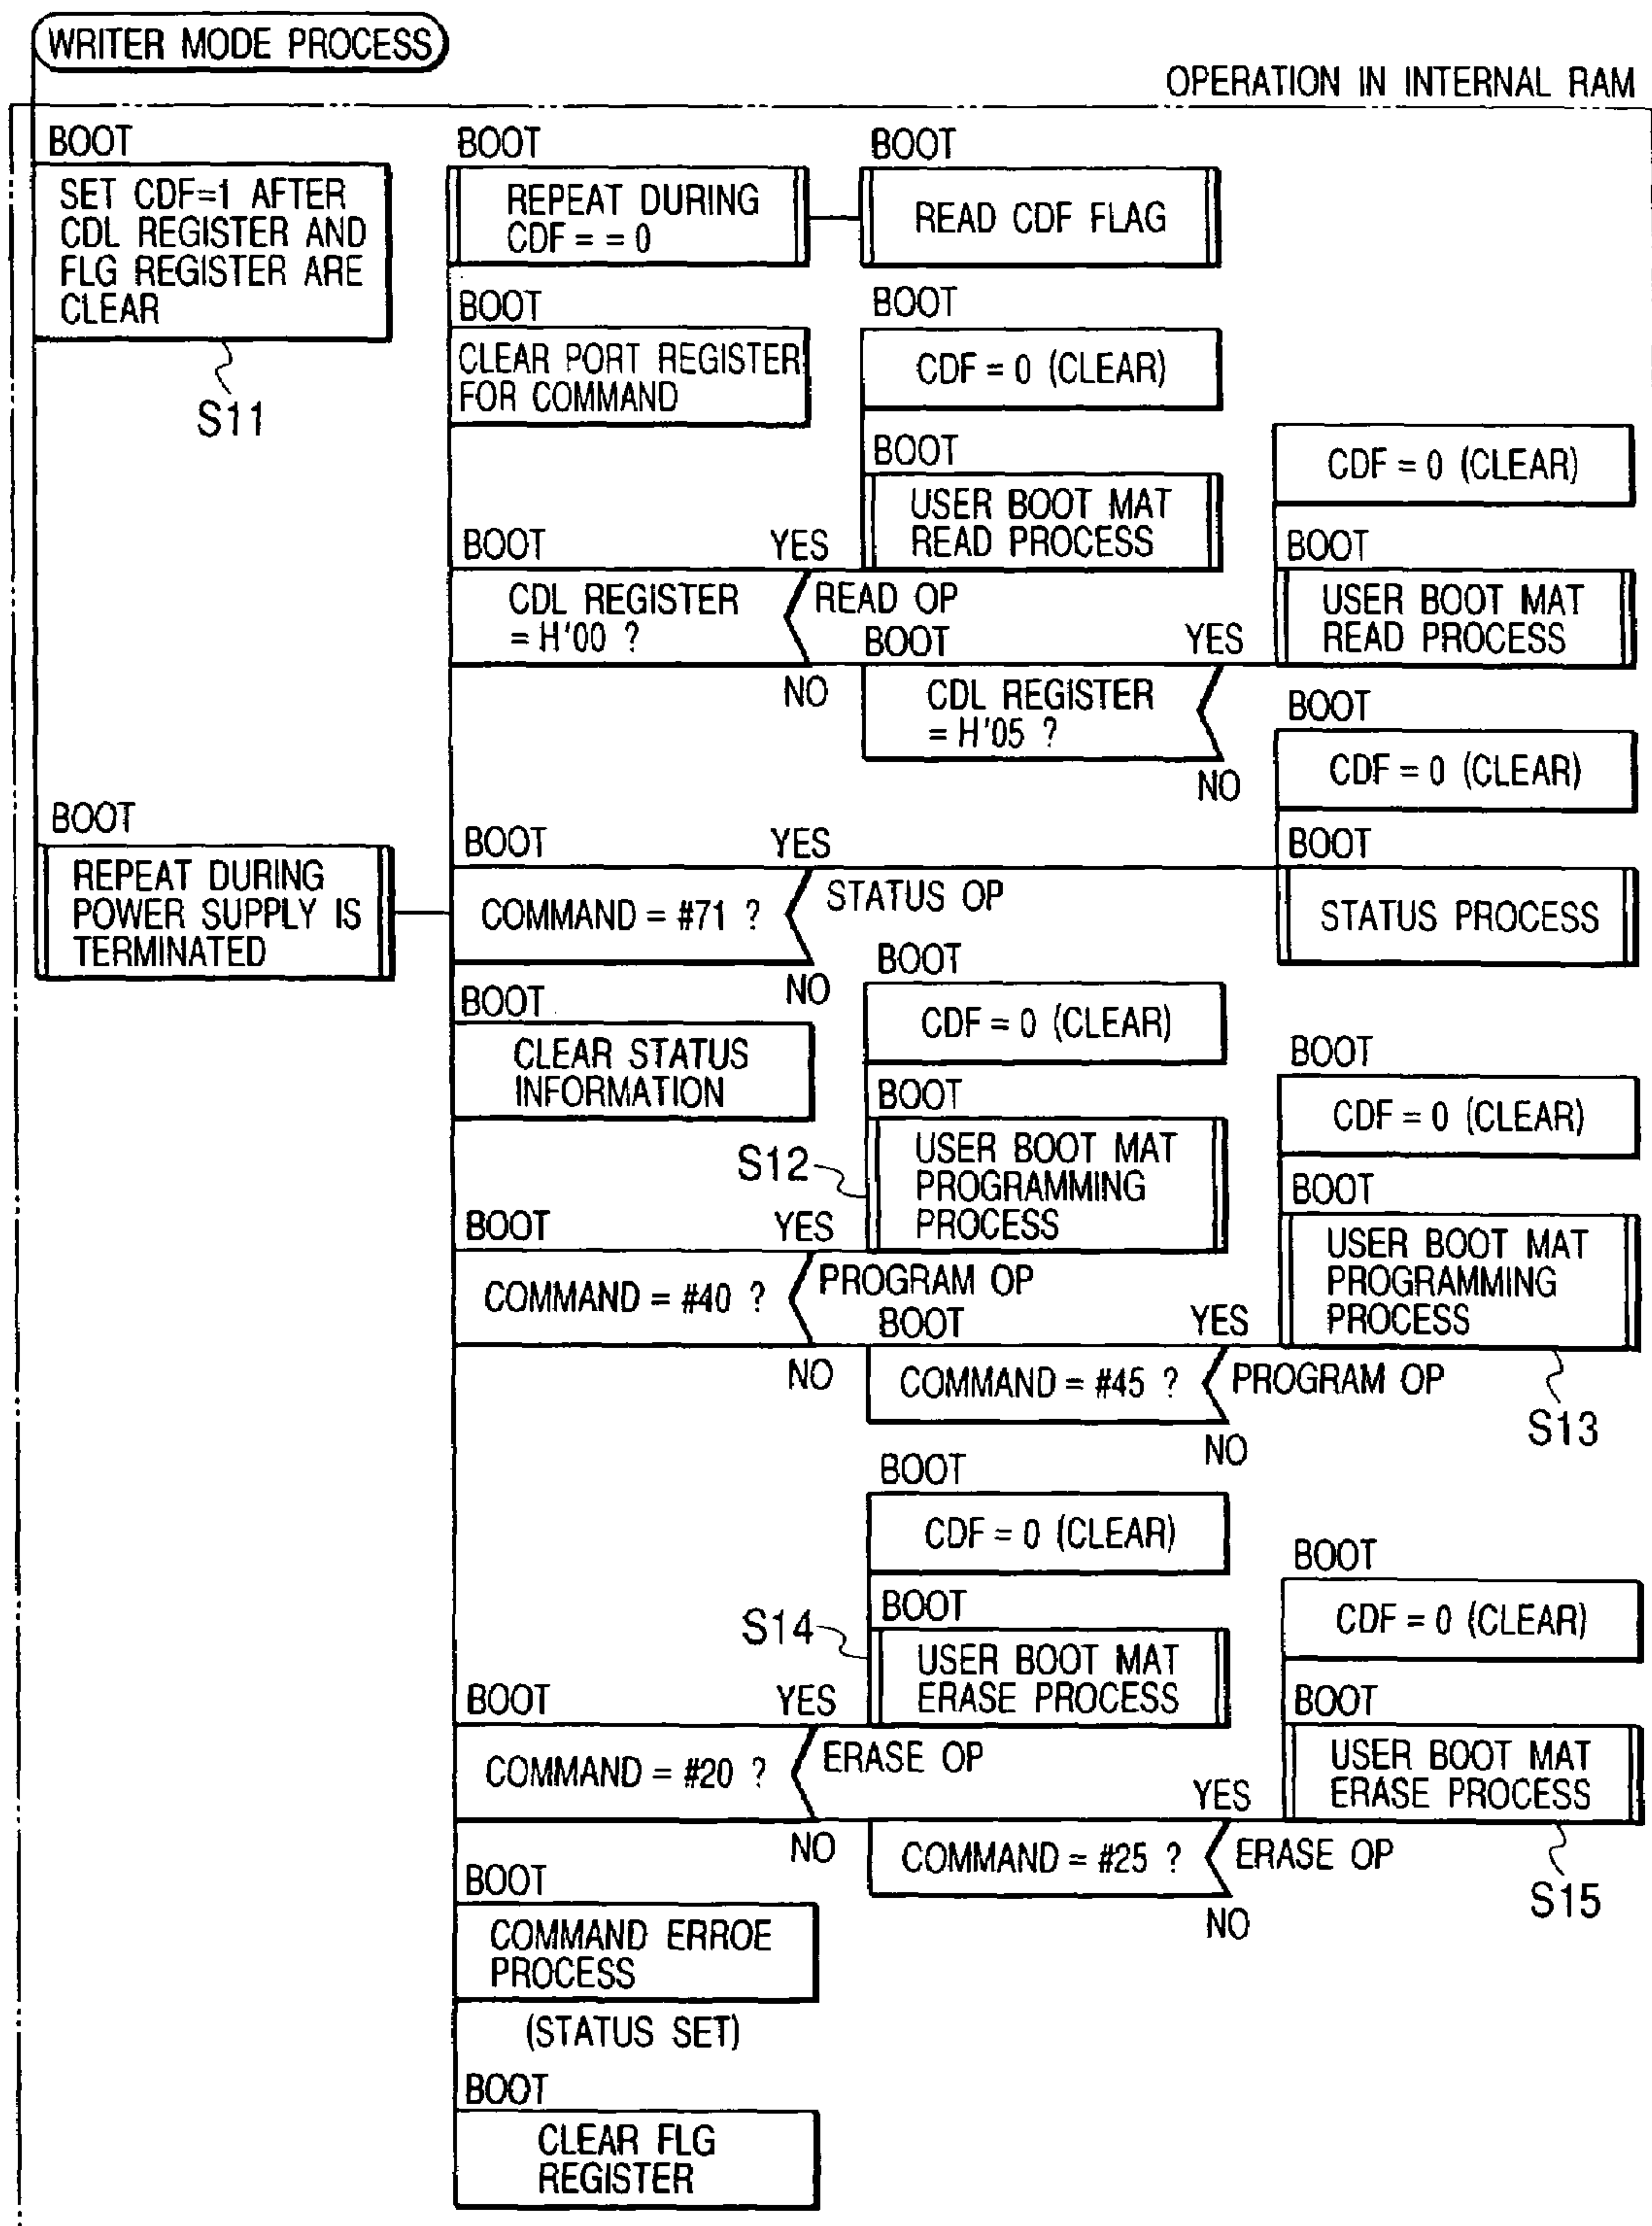 WRITER MODE PROCESS
OPERATION IN INTERNAL RAM
BOOT
SET CDF=1 AFTER
CDL REGISTER AND
FLG REGISTER ARE
CLEAR
S11
BOOT
REPEAT DURING
POWER SUPPLY IS
TERMINATED
BOOT
REPEAT DURING
CDF = = 0
BOOT
READ CDF FLAG
BOOT
CLEAR PORT REGISTER
FOR COMMAND
BOOT
CDF = 0 (CLEAR)
BOOT
USER BOOT MAT
READ PROCESS
BOOT
YES
CDL REGISTER
= H'00 ?
READ OP
NO
BOOT
YES
CDL REGISTER
= H'05 ?
NO
CDF = 0 (CLEAR)
BOOT
USER BOOT MAT
READ PROCESS
BOOT
CDF = 0 (CLEAR)
BOOT
STATUS PROCESS
BOOT
YES
COMMAND = #71 ?
STATUS OP
NO
BOOT
CLEAR STATUS
INFORMATION
BOOT
CDF = 0 (CLEAR)
BOOT
S12
USER BOOT MAT
PROGRAMMING
PROCESS
BOOT
YES
COMMAND = #40 ?
PROGRAM OP
NO
BOOT
YES
COMMAND = #45 ?
PROGRAM OP
NO
BOOT
CDF = 0 (CLEAR)
BOOT
USER BOOT MAT
PROGRAMMING
PROCESS
S13
BOOT
CDF = 0 (CLEAR)
BOOT
S14
USER BOOT MAT
ERASE PROCESS
BOOT
YES
COMMAND = #20 ?
ERASE OP
NO
YES
COMMAND = #25 ?
ERASE OP
NO
BOOT
CDF = 0 (CLEAR)
BOOT
USER BOOT MAT
ERASE PROCESS
S15
BOOT
COMMAND ERROE
PROCESS
(STATUS SET)
BOOT
CLEAR FLG
REGISTER